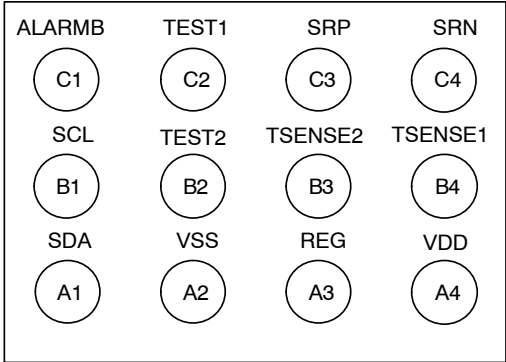 ALARMB TEST1 SRP SRN
C1 C2 C3 C4
SCL TEST2 TSENSE2 TSENSE1
B1 B2 B3 B4
SDA VSS REG VDD
A1 A2 A3 A4